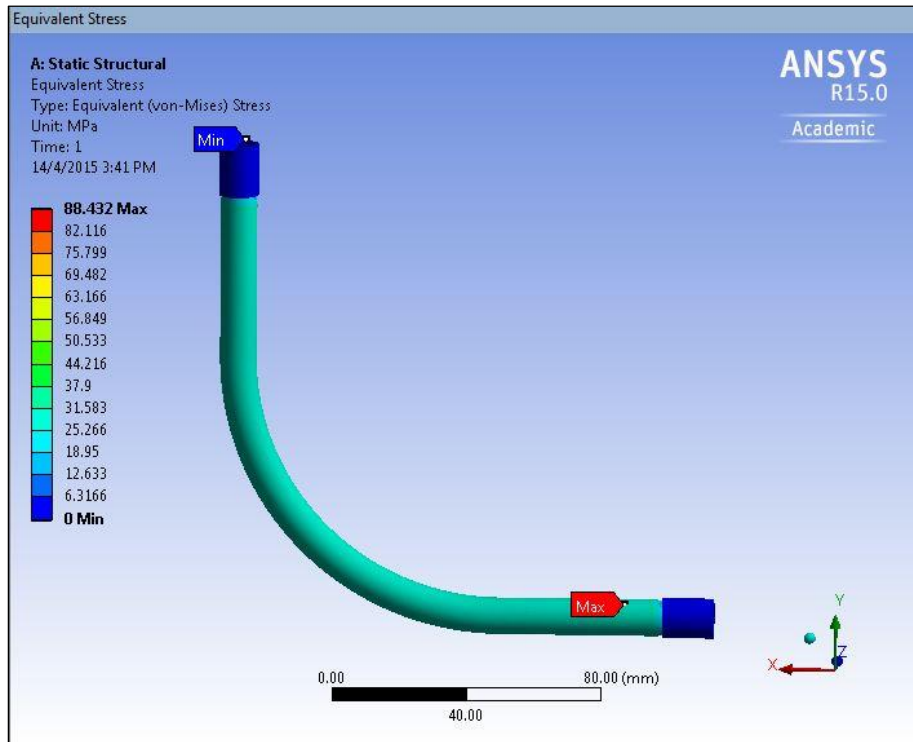 Equivalent Stress
A: Static Structural
Equivalent Stress
Type: Equivalent (von-Mises) Stress
Unit: MPa
Time: 1
14/4/2015 3:41 PM
ANSYS
R15.0
Academic
Min
88.432 Max
82.116
75.799
69.482
63.166
56.849
50.533
44.216
37.9
31.583
25.266
18.95
12.633
6.3166
0 Min
Max
0.00 80.00 (mm)
40.00
Y
X
Z